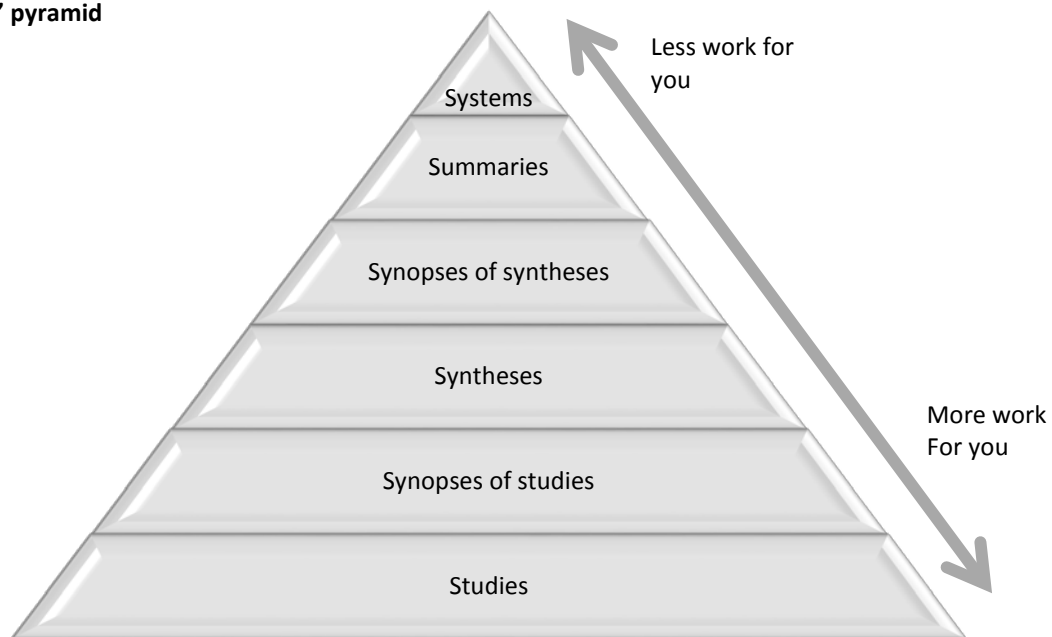 pyramid
Less work for
you
Systems
Summaries
Synopses of syntheses
Syntheses
More work
For you
Synopses of studies
Studies